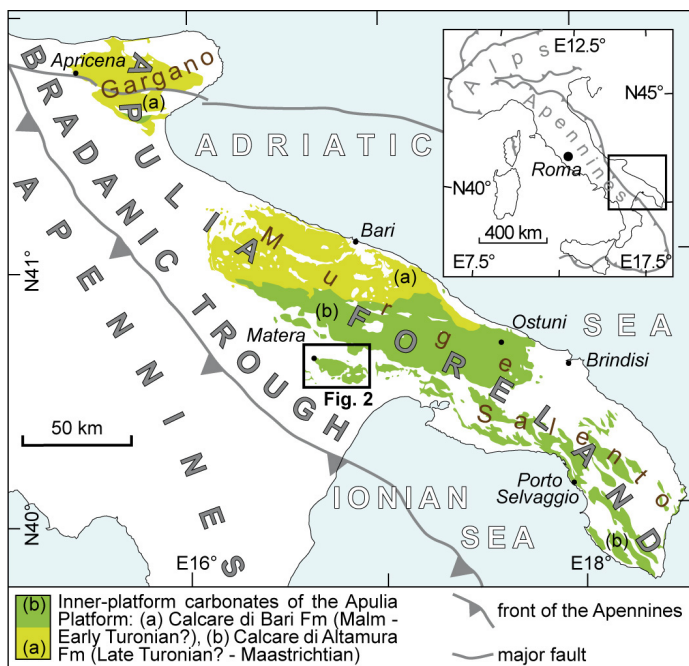 Apricena
Gargano
(a)
BRADANIC TROUGH
APULIA FORELAND
APENNINES
ADRIATIC SEA
Alps
Apennines
Roma
400 km
E12.5°
N45°
N40°
E7.5°
E17.5°
Bari
Murge
(a)
(b)
N41°
Matera
Fig. 2
Ostuni
Brindisi
50 km
Salento
Porto
Selvaggio
IONIAN
SEA
N40°
E16°
E18°
(b)
(b)
(a)
Inner-platform carbonates of the Apulia
Platform: (a) Calcare di Bari Fm (Malm -
Early Turonian?), (b) Calcare di Altamura
Fm (Late Turonian? - Maastrichtian)
front of the Apennines
major fault